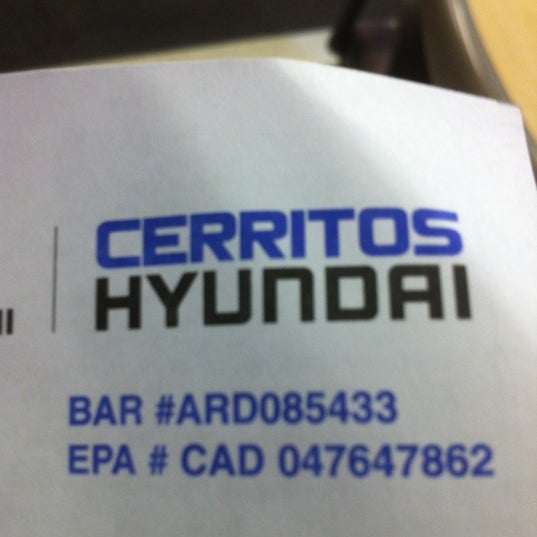 CERRITOS
HYUNDAI
BAR #ARD085433
EPA # CAD 047647862